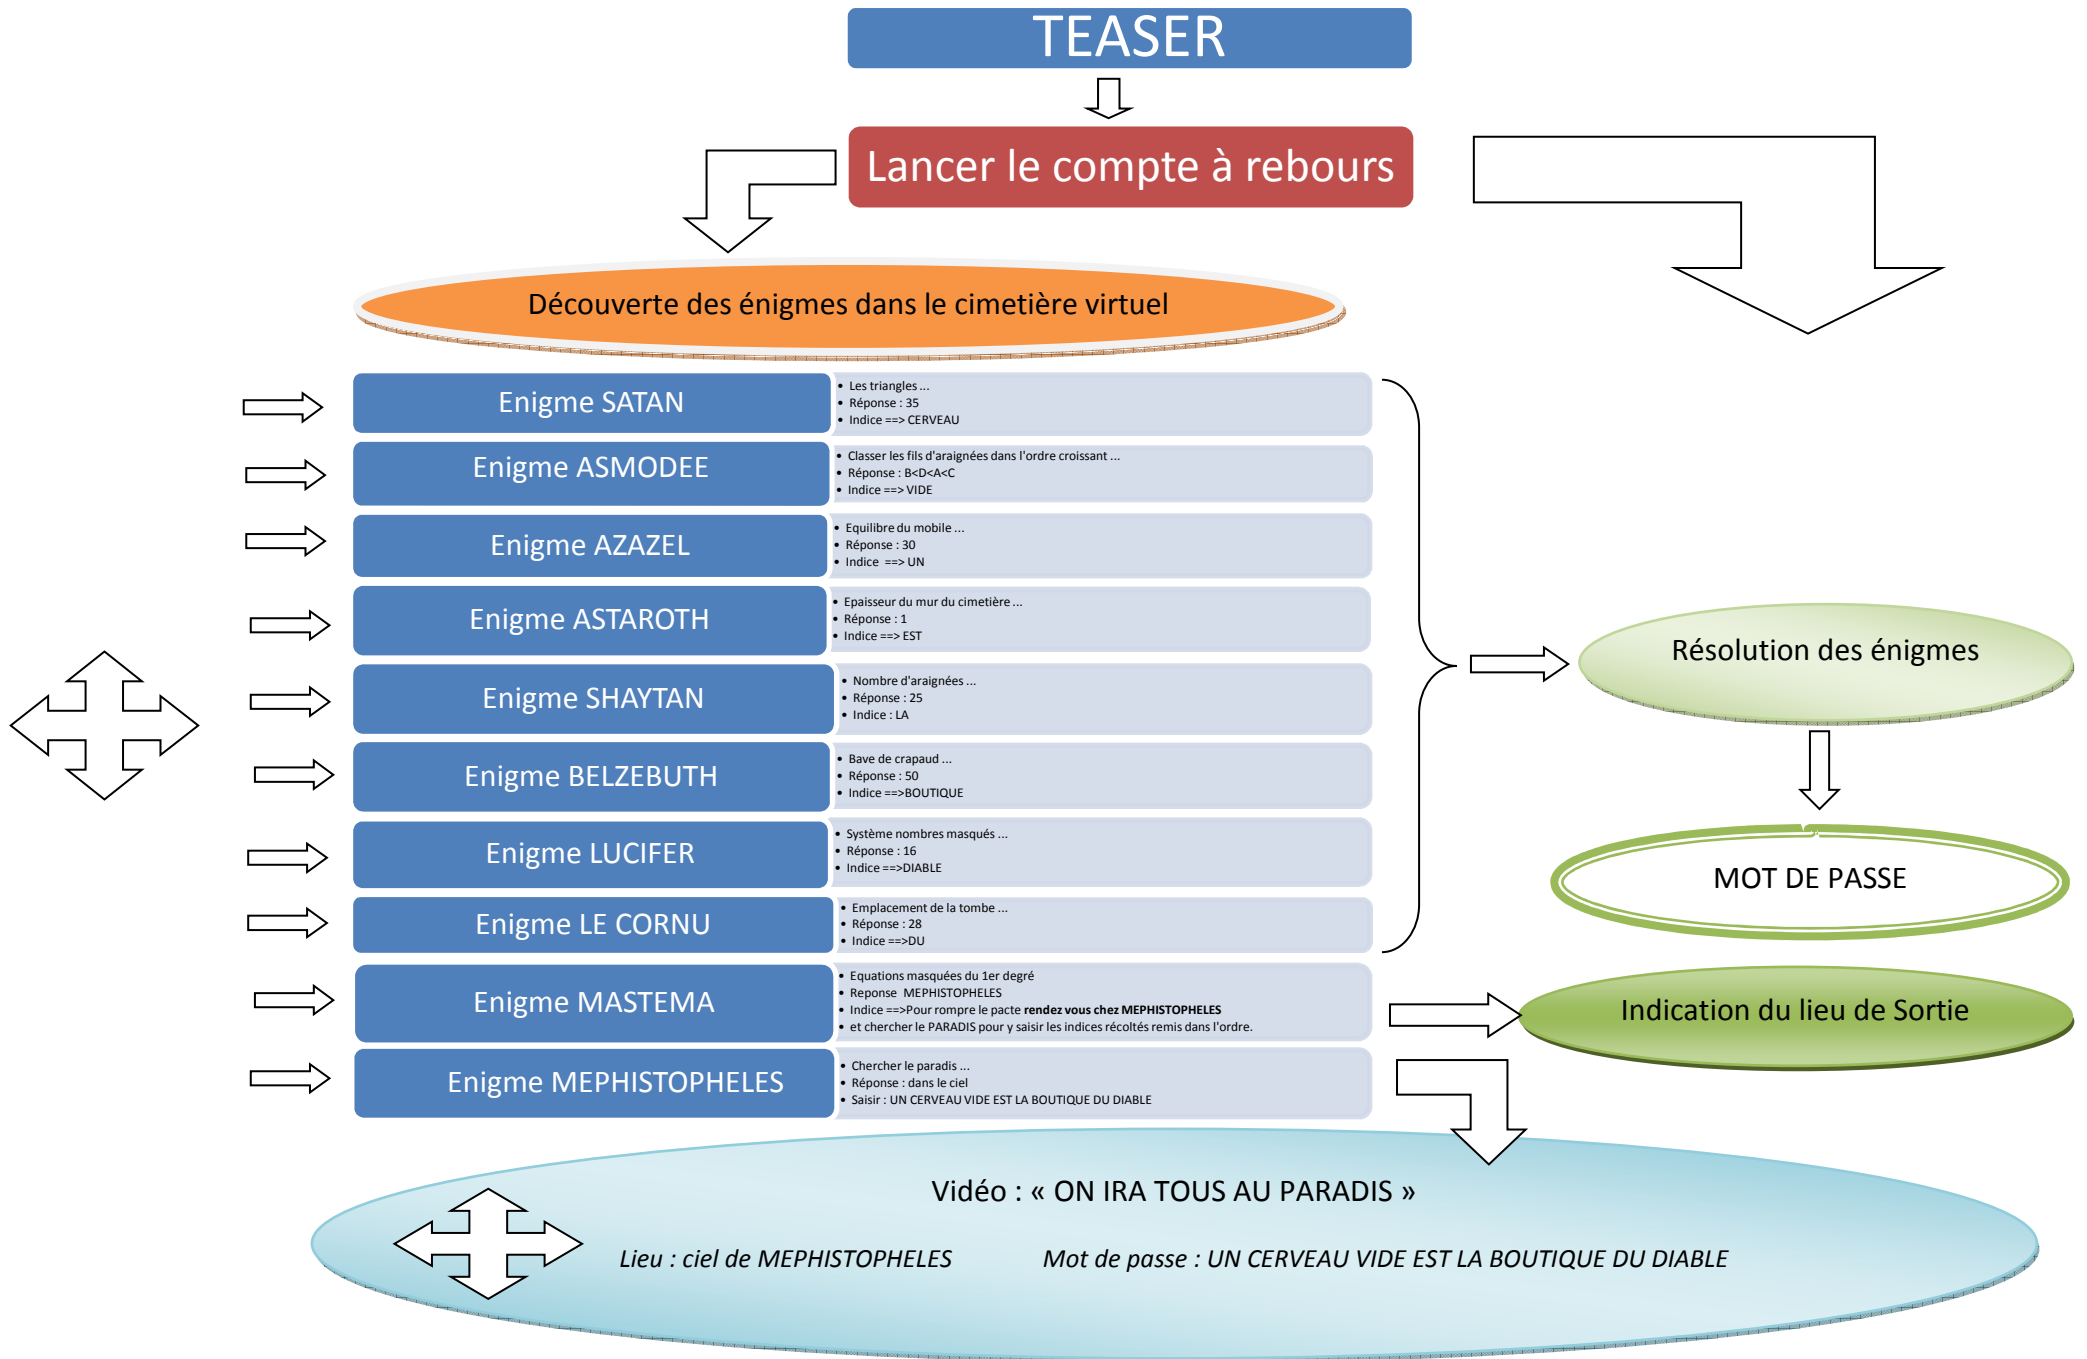 TEASER
Lancer le compte à rebours
Découverte des énigmes dans le cimetière virtuel
Enigme SATAN
• Les triangles ...
• Réponse : 35
• Indice ==> CERVEAU
Enigme ASMODEE
• Classer les fils d'araignées dans l'ordre croissant ...
• Réponse : B<D<A<C
• Indice ==> VIDE
Enigme AZAZEL
• Equilibre du mobile ...
• Réponse : 30
• Indice ==> UN
Enigme ASTAROTH
• Epaisseur du mur du cimetière ...
• Réponse : 1
• Indice ==> EST
Enigme SHAYTAN
• Nombre d'araignées ...
• Réponse : 25
• Indice : LA
Enigme BELZEBUTH
• Bave de crapaud ...
• Réponse : 50
• Indice ==>BOUTIQUE
Enigme LUCIFER
• Système nombres masqués ...
• Réponse : 16
• Indice ==>DIABLE
Enigme LE CORNU
• Emplacement de la tombe ...
• Réponse : 28
• Indice ==>DU
Résolution des énigmes
MOT DE PASSE
Enigme MASTEMA
• Equations masquées du 1er degré
• Reponse MEPHISTOPHELES
• Indice ==>Pour rompre le pacte rendez vous chez MEPHISTOPHELES
• et chercher le PARADIS pour y saisir les indices récoltés remis dans l'ordre.
Indication du lieu de Sortie
Enigme MEPHISTOPHELES
• Chercher le paradis ...
• Réponse : dans le ciel
• Saisir : UN CERVEAU VIDE EST LA BOUTIQUE DU DIABLE
Vidéo : « ON IRA TOUS AU PARADIS »
Lieu : ciel de MEPHISTOPHELES Mot de passe : UN CERVEAU VIDE EST LA BOUTIQUE DU DIABLE